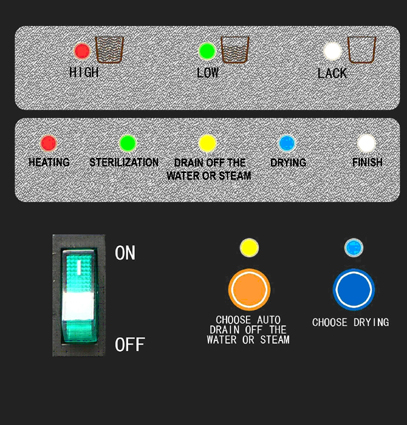 HIGH LOW LACK
HEATING STERILIZATION DRAIN OFF THE WATER OR STEAM DRYING FINISH
ON
OFF
CHOOSE AUTO
DRAIN OFF THE
WATER OR STEAM
CHOOSE DRYING